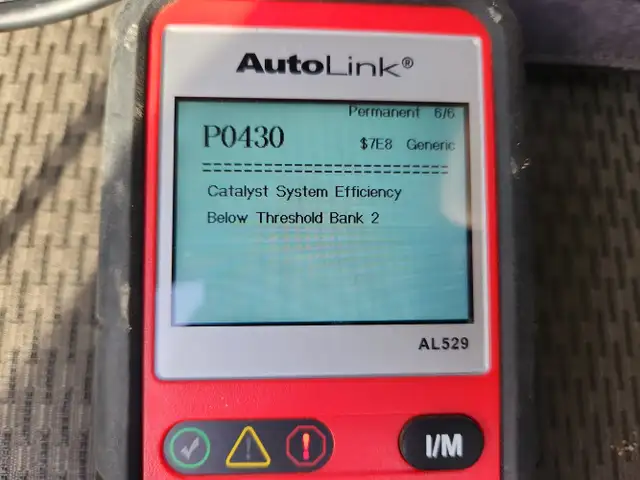 AutoLink®
Permanent 6/6
P0430
$7E8 Generic
Catalyst System Efficiency
Below Threshold Bank 2
AL529
I/M